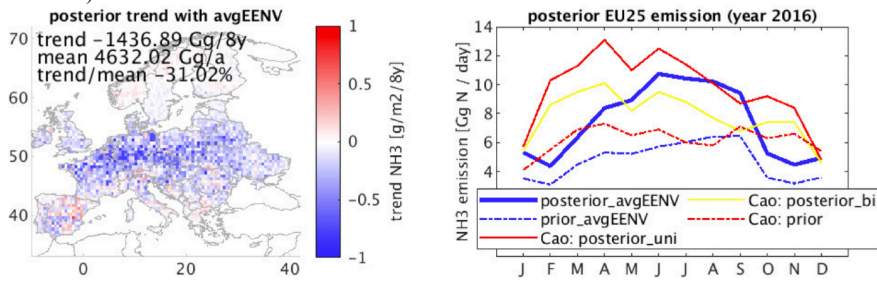 posterior trend with avgEENV
trend -1436.89 Gg/8y
mean 4632.02 Gg/a
trend/mean -31.02%
70
60
50
40
0
20
40
1
0.5
0
-0.5
-1
trend NH3 [g/m2/8y]
posterior EU25 emission (year 2016)
NH3 emission [Gg N / day]
14
12
10
8
6
4
posterior_avgEENV
prior_avgEENV
Cao: posterior_uni
Cao: posterior_bi
Cao: prior
J F M A M J J A S O N D